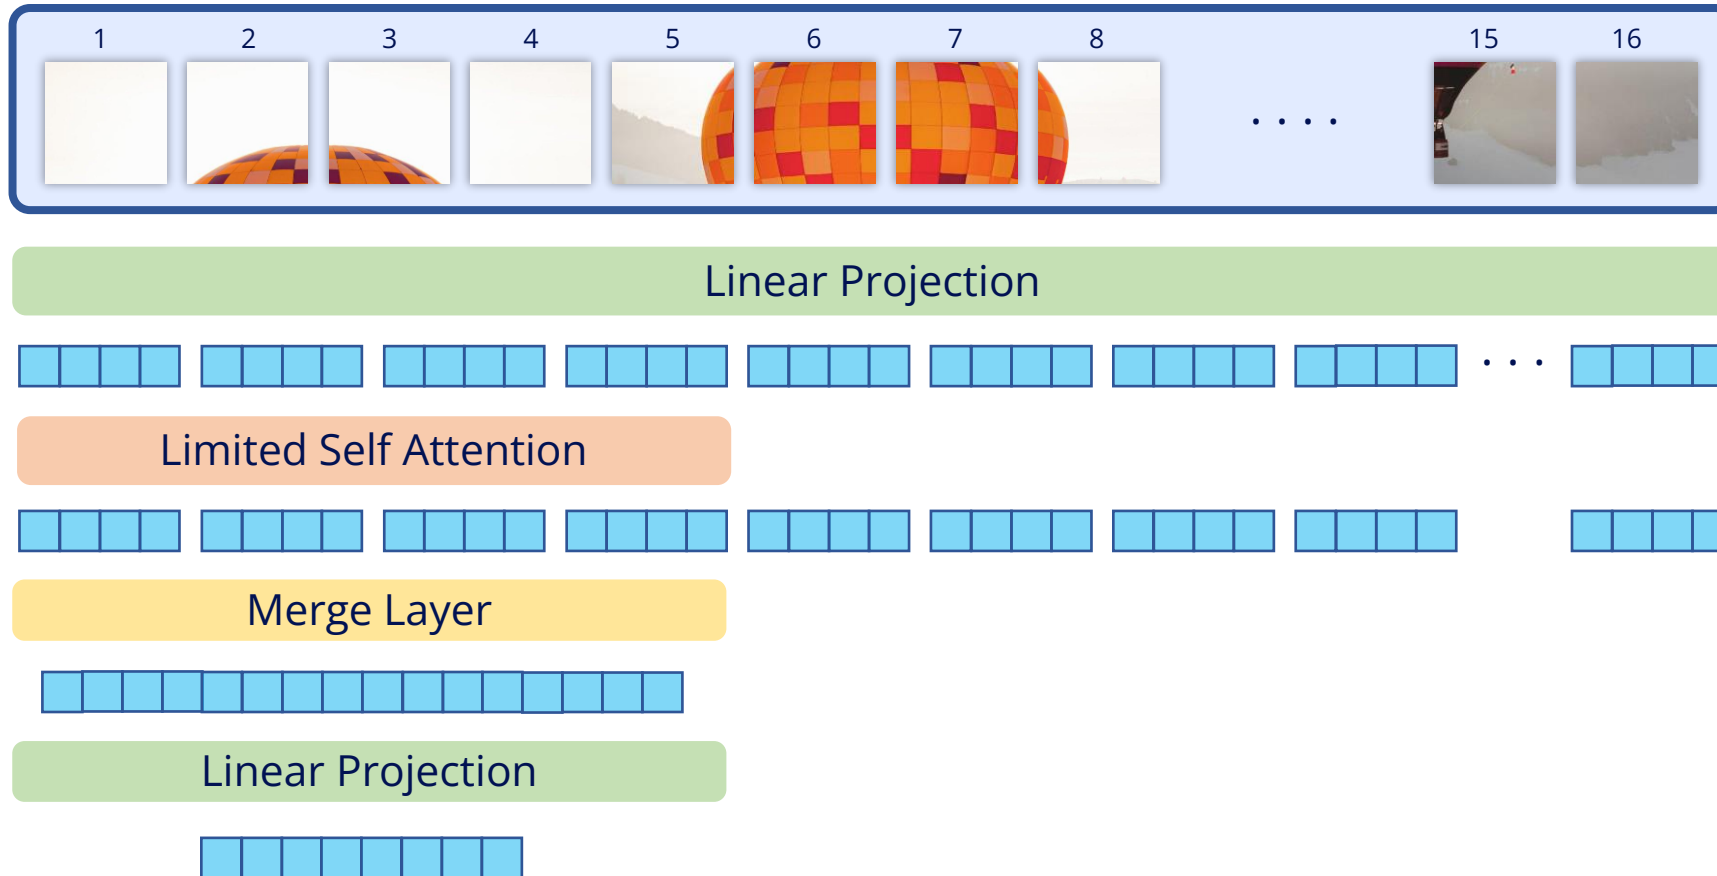 1 2 3 4 5 6 7 8 15 16
. . . .
Linear Projection
. . .
Limited Self Attention
Merge Layer
Linear Projection